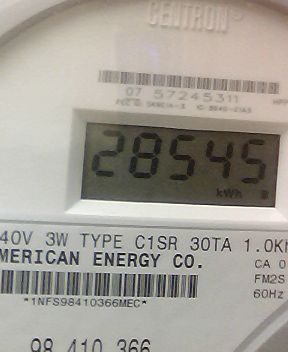 CENTRON
07 57245311
28545
kWh
40V 3W TYPE C1SR 30TA 1.0K
MERICAN ENERGY CO.
CA 0
FM2S
60Hz
*1NFS98410366MEC*
98 410 366